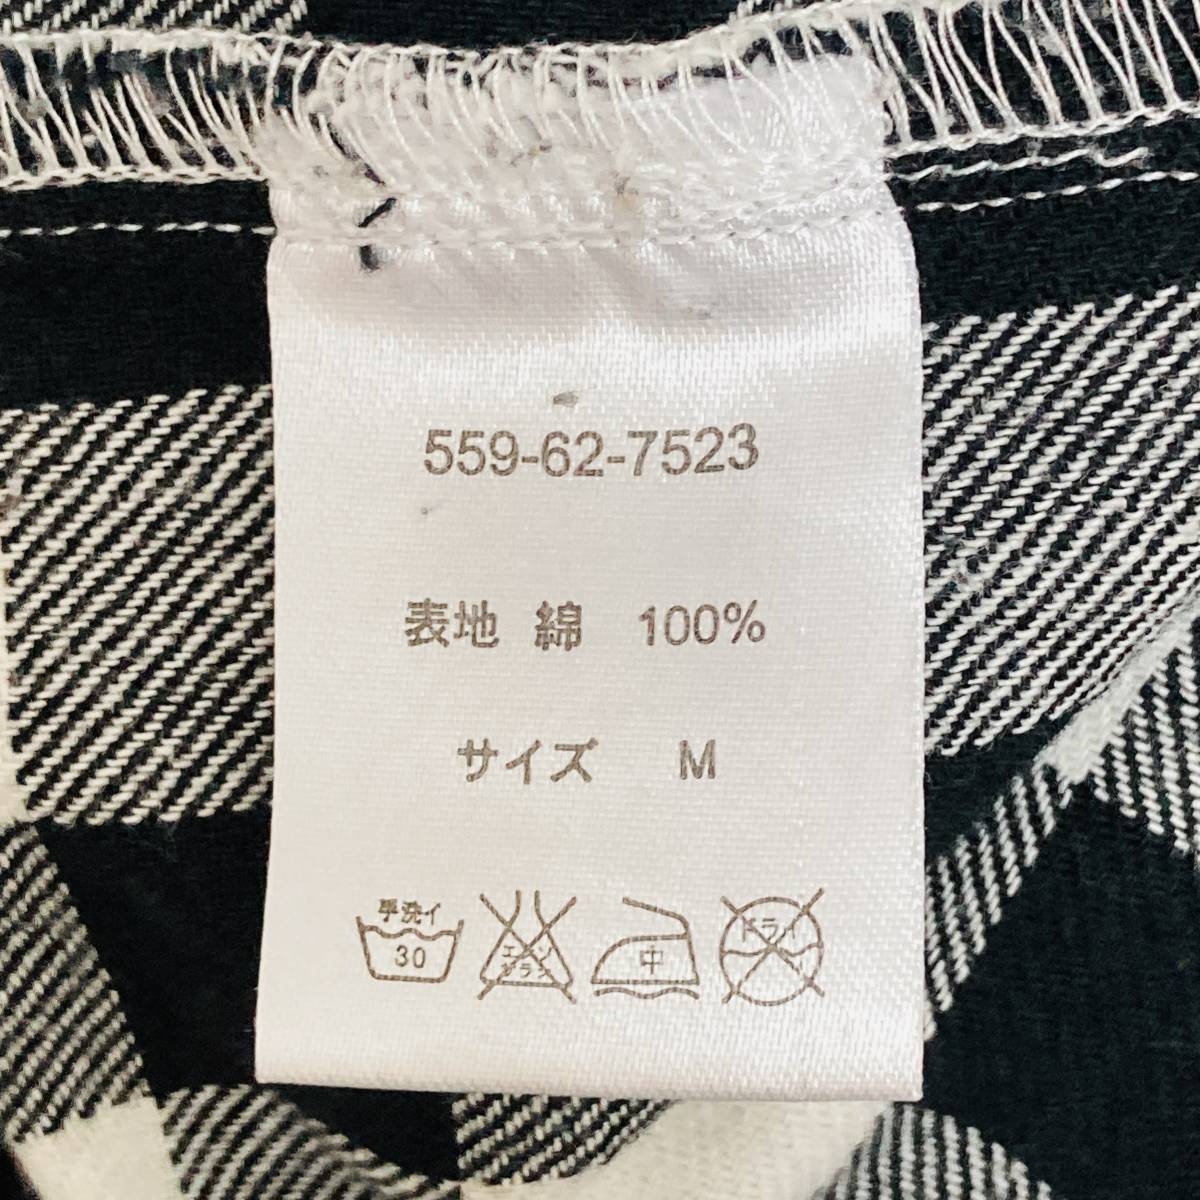 559-62-7523
表地 綿 100%
サイズ M
手洗イ 30 エンソサラシ 中 ドライ